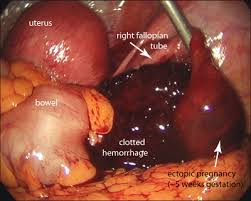 uterus
right fallopian
tube
bowel
clotted
hemorrhage
ectopic pregnancy
(~5 weeks gestation)